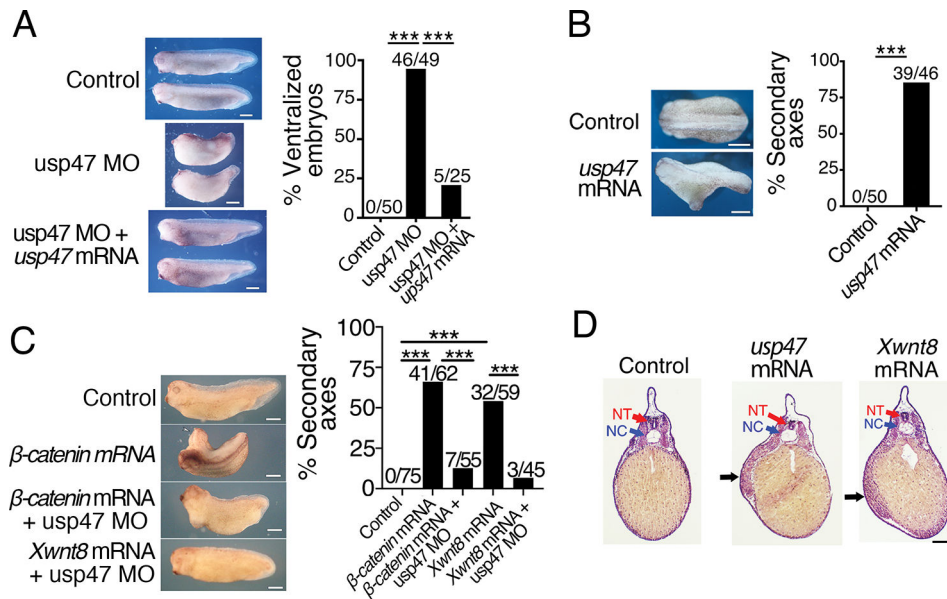 A
Control
usp47 MO
usp47 MO +
usp47 mRNA
% Ventralized
embryos
100
75
50
25
0
***
***
0/50
46/49
5/25
Control
usp47 MO
usp47 MO +
ups47 mRNA
B
Control
usp47
mRNA
% Secondary
axes
100
75
50
25
0
***
0/50
39/46
Control
usp47 mRNA
C
Control
β-catenin mRNA
β-catenin mRNA
+ usp47 MO
Xwnt8 mRNA
+ usp47 MO
% Secondary
axes
100
75
50
25
0
***
***
***
***
0/75
41/62
7/55
32/59
3/45
Control
β-catenin mRNA
β-catenin mRNA +
usp47 MO
Xwnt8 mRNA
Xwnt8 mRNA +
usp47 MO
D
Control
usp47
mRNA
Xwnt8
mRNA
NT
NC
NT
NC
NT
NC